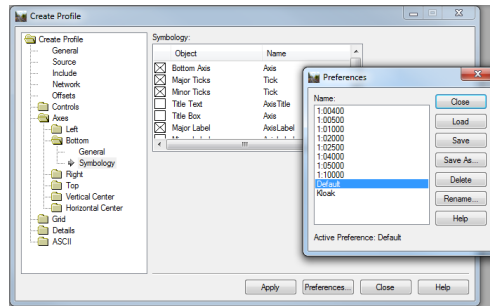 Create Profile
Create Profile
General
Source
Include
Network
Offsets
Controls
Axes
Left
Bottom
General
Symbology
Right
Top
Vertical Center
Horizontal Center
Grid
Details
ASCII
Symbology:
Object Name
Bottom Axis Axis
Major Ticks Tick
Minor Ticks Tick
Title Text AxisTitle
Title Box Axis
Major Label AxisLabel
Preferences
Name:
1:00400
1:00500
1:01000
1:02000
1:02500
1:04000
1:05000
1:10000
Default
Kloak
Close
Load
Save
Save As...
Delete
Rename...
Help
Active Preference: Default
Apply Preferences... Close Help